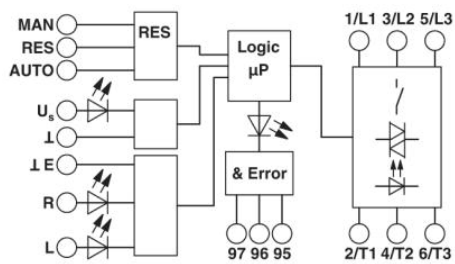 MAN
RES
AUTO
Us
⊥
⊥ E
R
L
RES
Logic
µP
& Error
97 96 95
1/L1 3/L2 5/L3
2/T1 4/T2 6/T3